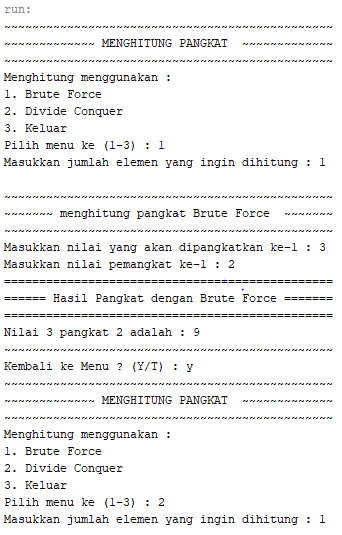 run:
~~~~~~~~~~~~~~~~~~~~~~~~~~~~~~~~~~~~~~~~~~~~~~~
~~~~~~~~~~~~~ MENGHITUNG PANGKAT  ~~~~~~~~~~~~~
~~~~~~~~~~~~~~~~~~~~~~~~~~~~~~~~~~~~~~~~~~~~~~~
Menghitung menggunakan :
1. Brute Force
2. Divide Conquer
3. Keluar
Pilih menu ke (1-3) : 1
Masukkan jumlah elemen yang ingin dihitung : 1

~~~~~~~~~~~~~~~~~~~~~~~~~~~~~~~~~~~~~~~~~~~~~~~
~~~~~~~ menghitung pangkat Brute Force  ~~~~~~~
~~~~~~~~~~~~~~~~~~~~~~~~~~~~~~~~~~~~~~~~~~~~~~~
Masukkan nilai yang akan dipangkatkan ke-1 : 3
Masukkan nilai pemangkat ke-1 : 2
===============================================
====== Hasil Pangkat dengan Brute Force =======
===============================================
Nilai 3 pangkat 2 adalah : 9
~~~~~~~~~~~~~~~~~~~~~~~~~~~~~~~~~~~~~~~~~~~~~~~
Kembali ke Menu ? (Y/T) : y
~~~~~~~~~~~~~~~~~~~~~~~~~~~~~~~~~~~~~~~~~~~~~~~
~~~~~~~~~~~~~ MENGHITUNG PANGKAT  ~~~~~~~~~~~~~
~~~~~~~~~~~~~~~~~~~~~~~~~~~~~~~~~~~~~~~~~~~~~~~
Menghitung menggunakan :
1. Brute Force
2. Divide Conquer
3. Keluar
Pilih menu ke (1-3) : 2
Masukkan jumlah elemen yang ingin dihitung : 1